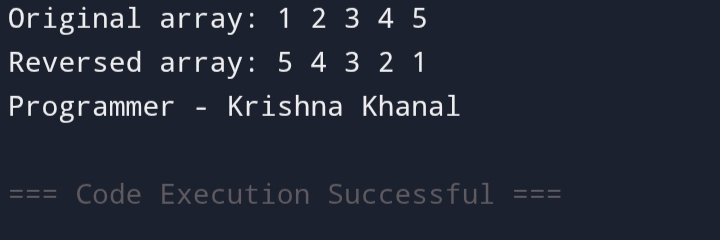 Original array: 1 2 3 4 5
Reversed array: 5 4 3 2 1
Programmer - Krishna Khanal
=== Code Execution Successful ===